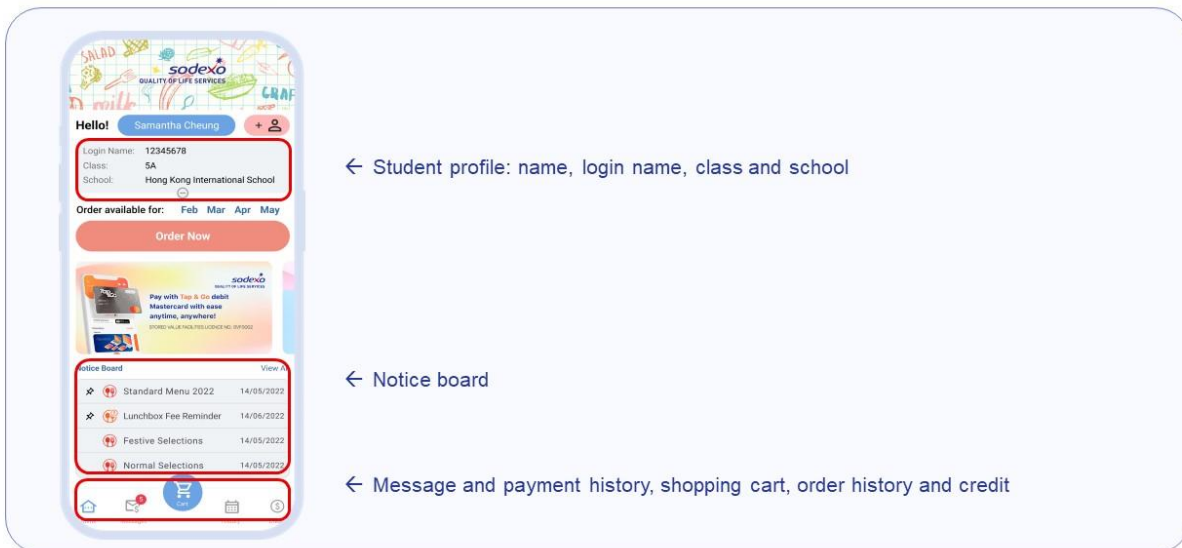 SALAD
sodexo
QUALITY OF LIFE SERVICES
milk
Hello! Samantha Cheung +
Login Name: 12345678
Class: 5A
School: Hong Kong International School
← Student profile: name, login name, class and school
Order available for: Feb Mar Apr May
Order Now
sodexo
QUALITY OF LIFE SERVICES
Pay with Tap & Go debit
Mastercard with ease
anytime, anywhere!
Notice Board View A
← Notice board
Standard Menu 2022 14/05/2022
Lunchbox Fee Reminder 14/06/2022
Festive Selections 14/05/2022
Normal Selections 14/05/2022
← Message and payment history, shopping cart, order history and credit
Cart